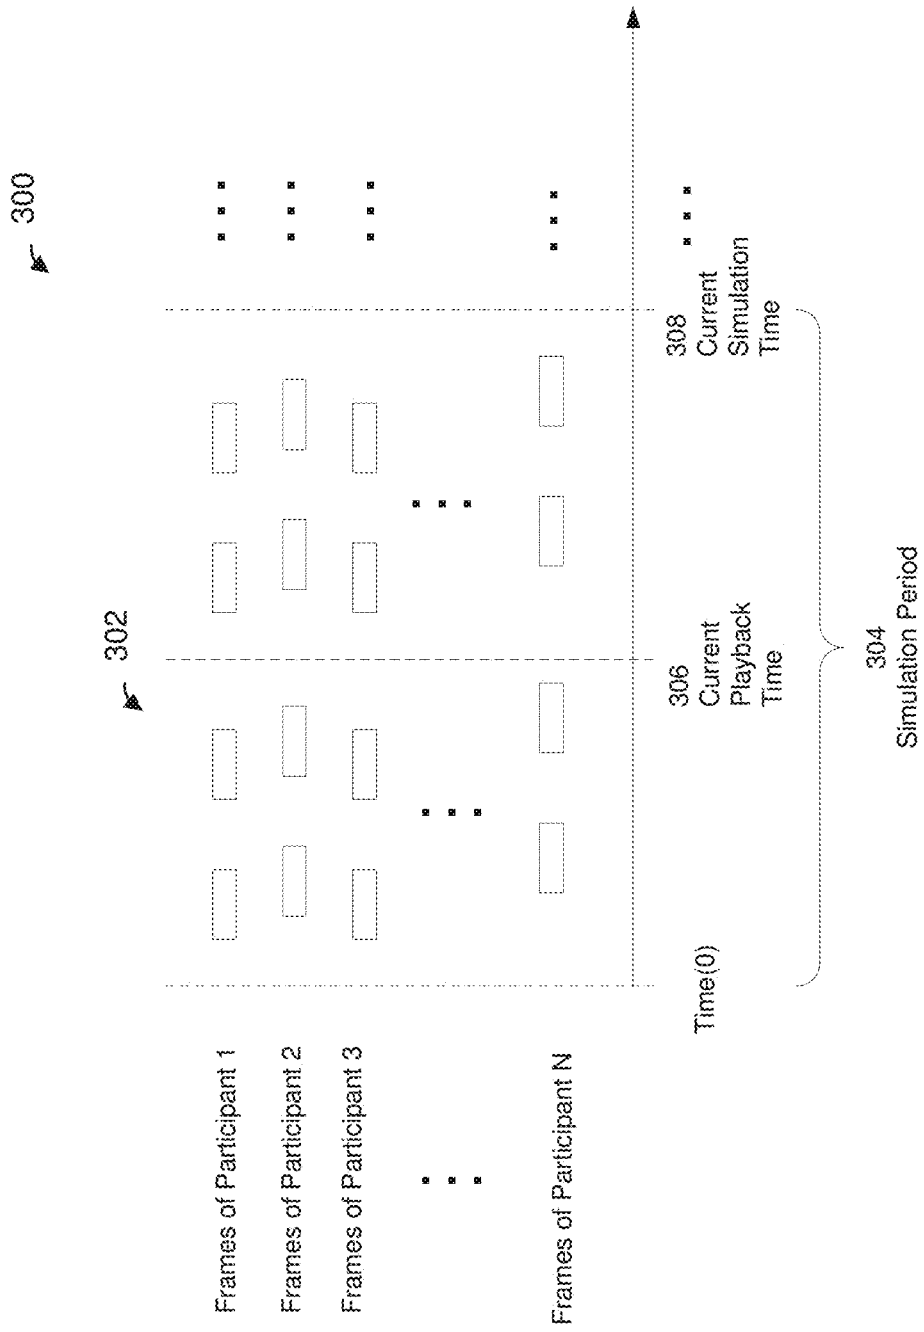 300
302
Frames of Participant 1
Frames of Participant 2
Frames of Participant 3
Frames of Participant N
Time(0)
306
Current
Playback
Time
308
Current
Simulation
Time
304
Simulation Period